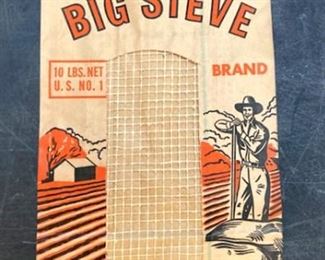 BIG STEVE
10 LBS. NET
U. S. NO. 1
BRAND